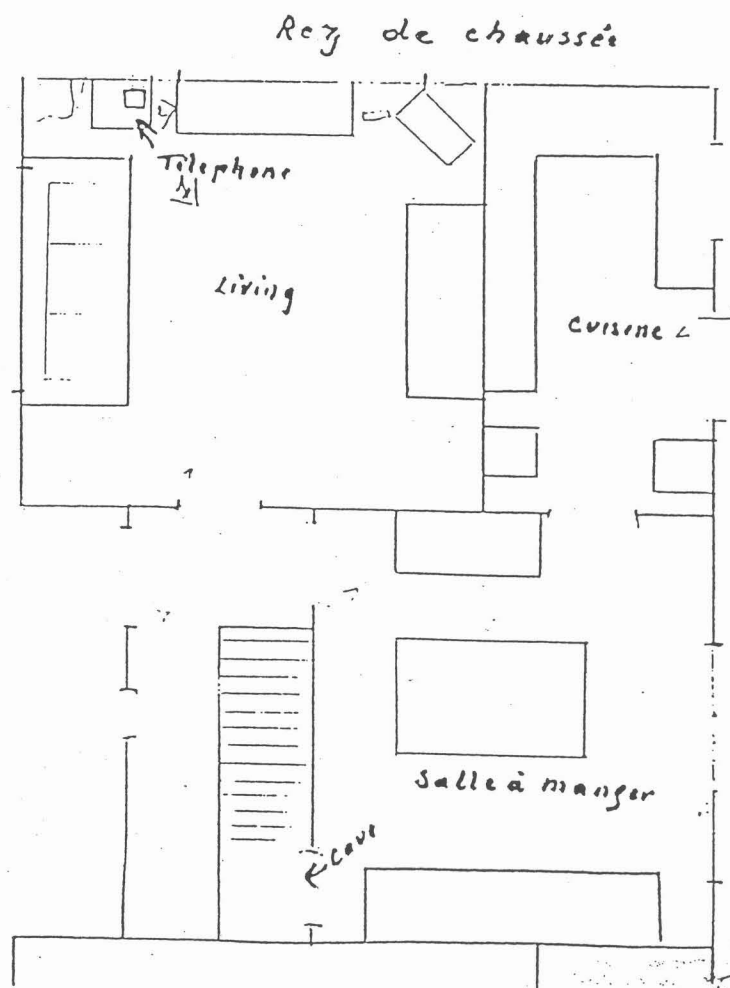 Rez de chaussée
Téléphone
Living
Cuisine
Salle à manger
Cave